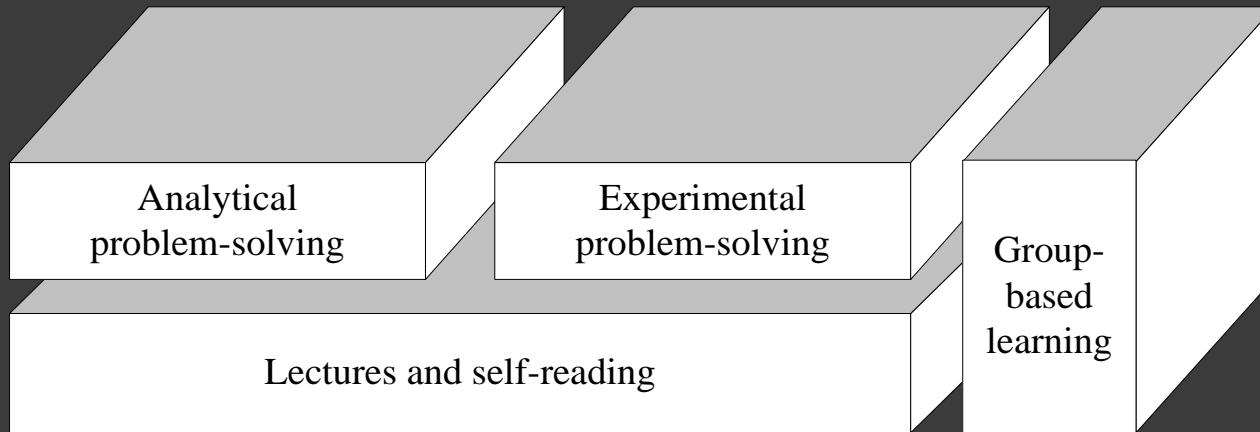 Analytical
problem-solving
Experimental
problem-solving
Group-
based
learning
Lectures and self-reading